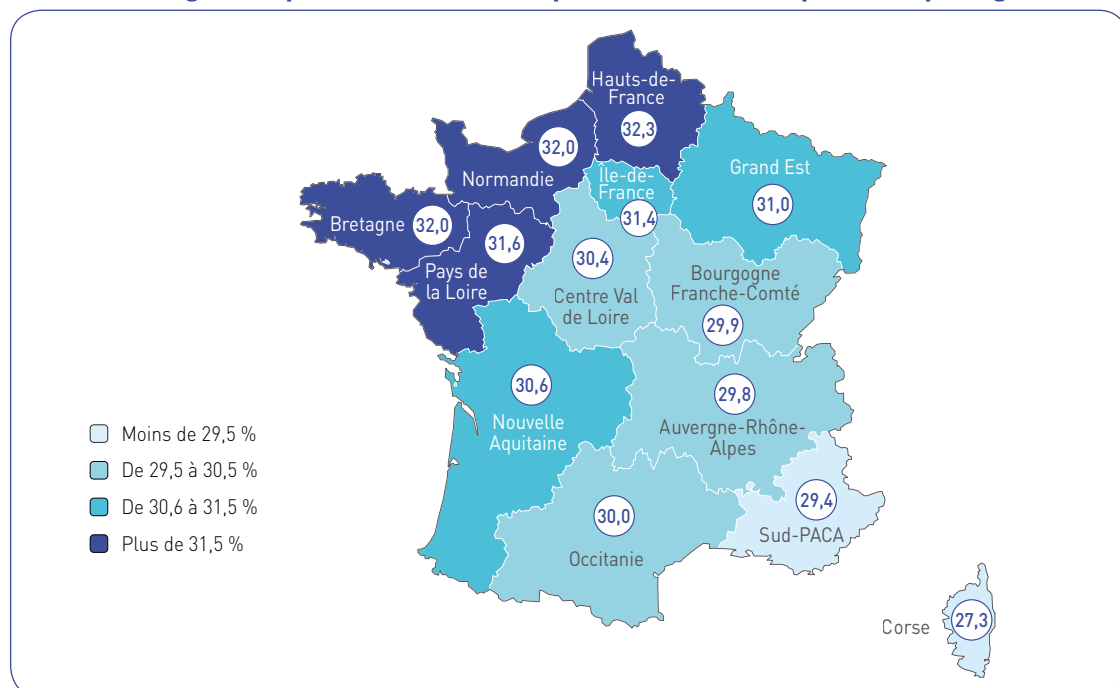 Hauts-de-
France
32,3
32,0
Normandie
Île-de-
France
31,4
Grand Est
31,0
Bretagne
32,0
31,6
Pays de
la Loire
30,4
Centre Val
de Loire
Bourgogne
Franche-Comté
29,9
30,6
Nouvelle
Aquitaine
29,8
Auvergne-Rhône-
Alpes
Moins de 29,5 %
De 29,5 à 30,5 %
De 30,6 à 31,5 %
Plus de 31,5 %
30,0
Occitanie
29,4
Sud-PACA
Corse
27,3